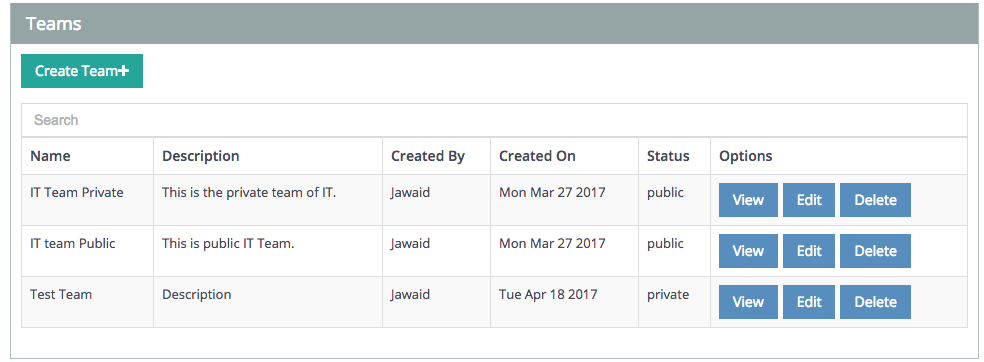 Teams
Create Team+
Search
Name Description Created By Created On Status Options
IT Team Private This is the private team of IT. Jawaid Mon Mar 27 2017 public View Edit Delete
IT team Public This is public IT Team. Jawaid Mon Mar 27 2017 public View Edit Delete
Test Team Description Jawaid Tue Apr 18 2017 private View Edit Delete